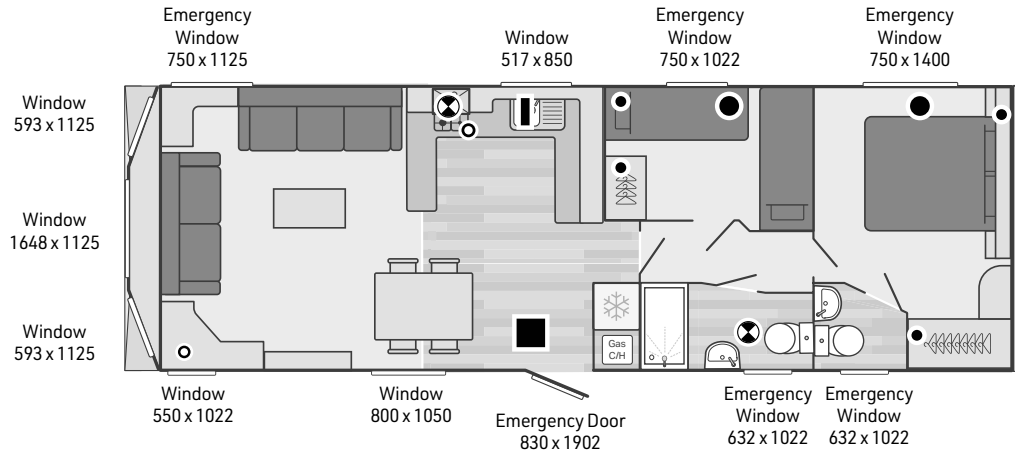 Emergency
Window
750 x 1125
Window
517 x 850
Emergency
Window
750 x 1022
Emergency
Window
750 x 1400
Window
593 x 1125
Window
1648 x 1125
Window
593 x 1125
Gas
C/H
Window
550 x 1022
Window
800 x 1050
Emergency Door
830 x 1902
Emergency
Window
632 x 1022
Emergency
Window
632 x 1022